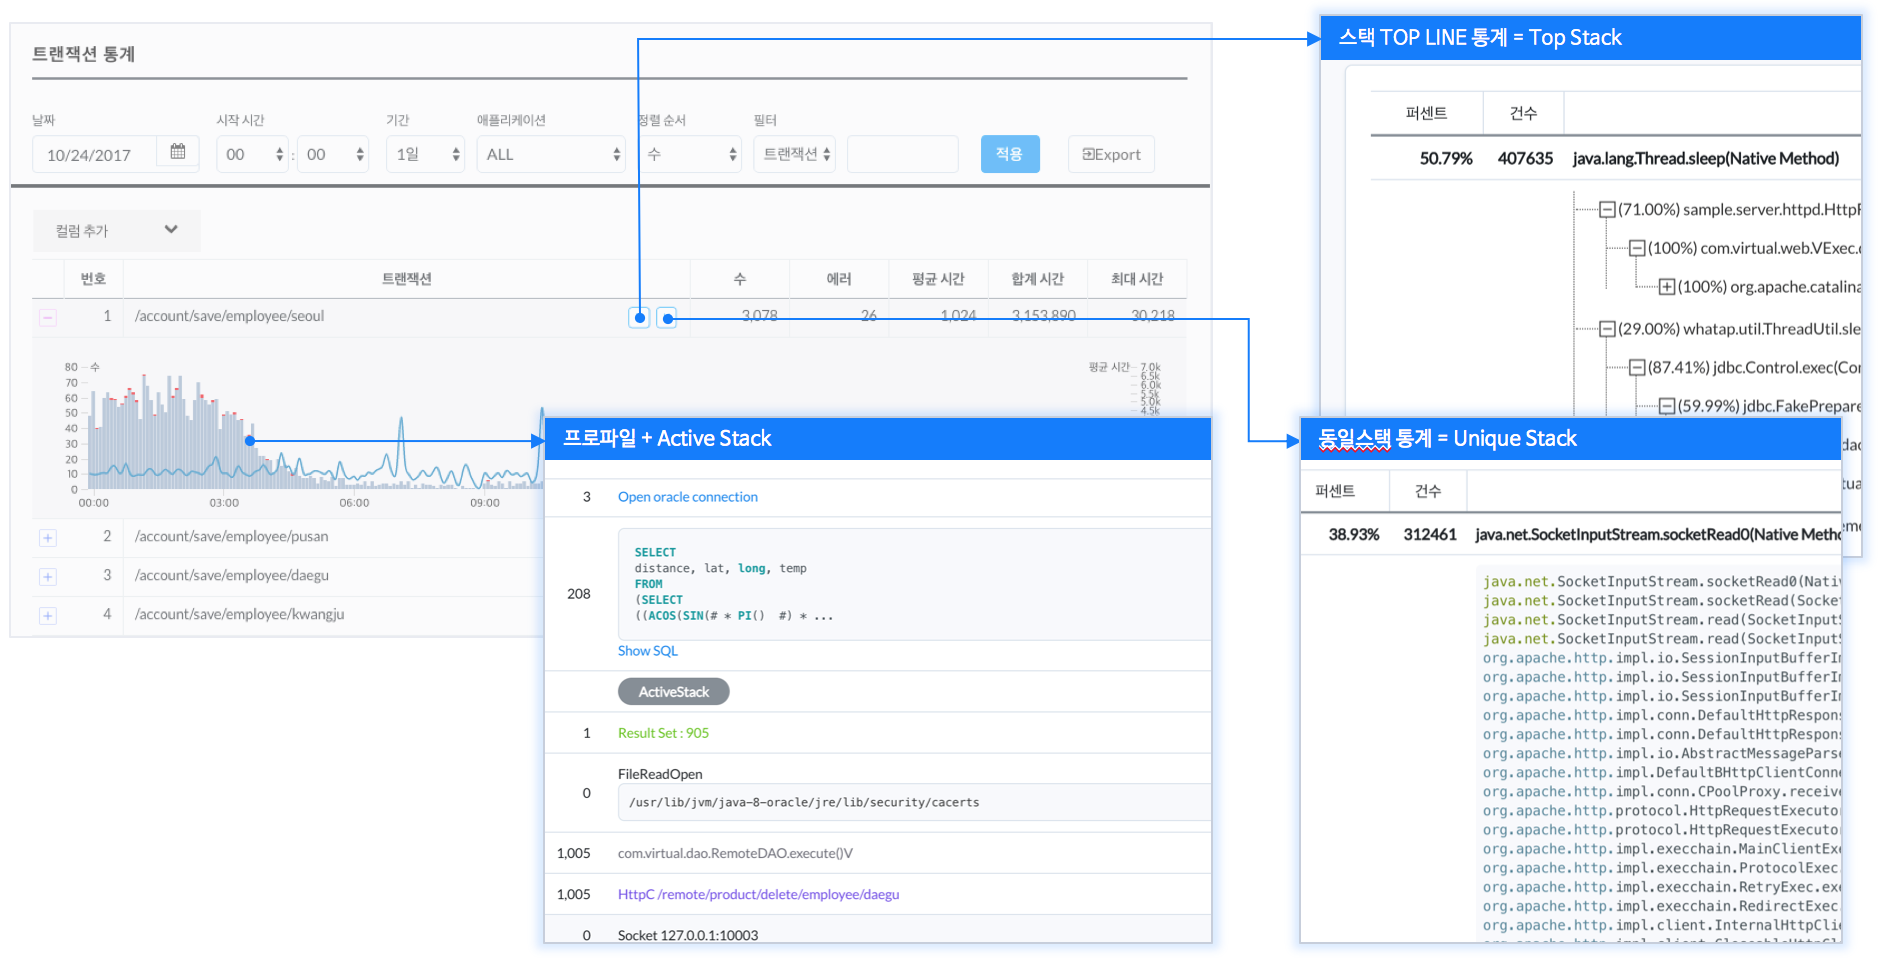 트랜잭션 통계
날짜
시작 시간
기간
애플리케이션
정렬 순서
필터
10/24/2017
00
:
00
1일
ALL
수
트랜잭션
적용
Export
컬럼 추가
번호
트랜잭션
수
에러
평균 시간
합계 시간
최대 시간
1
/account/save/employee/seoul
3,078
26
1,024
3,153,890
30,218
80
수
70
60
50
40
30
20
10
0
00:00
03:00
06:00
09:00
평균 시간
7.0k
6.5k
6.0k
5.5k
5.0k
4.5k
2
/account/save/employee/pusan
3
/account/save/employee/daegu
4
/account/save/employee/kwangju
프로파일 + Active Stack
3
Open oracle connection
208
SELECT
distance, lat, long, temp
FROM
(SELECT
((ACOS(SIN(# * PI()  #) * ...
Show SQL
ActiveStack
1
Result Set : 905
0
FileReadOpen
/usr/lib/jvm/java-8-oracle/jre/lib/security/cacerts
1,005
com.virtual.dao.RemoteDAO.execute()V
1,005
HttpC /remote/product/delete/employee/daegu
0
Socket 127.0.0.1:10003
스택 TOP LINE 통계 = Top Stack
퍼센트
건수
50.79%
407635
java.lang.Thread.sleep(Native Method)
(71.00%) sample.server.httpd.Http
(100%) com.virtual.web.VExec.
(100%) org.apache.catalina
(29.00%) whatap.util.ThreadUtil.sle
(87.41%) jdbc.Control.exec(Co
(59.99%) jdbc.FakePrepare
동일스택 통계 = Unique Stack
퍼센트
건수
38.93%
312461
java.net.SocketInputStream.socketRead0(Native Meth
java.net.SocketInputStream.socketRead0(Nati
java.net.SocketInputStream.socketRead(Socke
java.net.SocketInputStream.read(SocketInput
java.net.SocketInputStream.read(SocketInput
org.apache.http.impl.io.SessionInputBufferI
org.apache.http.impl.io.SessionInputBufferI
org.apache.http.impl.io.SessionInputBufferI
org.apache.http.impl.conn.DefaultHttpRespon
org.apache.http.impl.conn.DefaultHttpRespon
org.apache.http.impl.io.AbstractMessagePars
org.apache.http.impl.DefaultBHttpClientConn
org.apache.http.impl.conn.CPoolProxy.receiv
org.apache.http.protocol.HttpRequestExecuto
org.apache.http.protocol.HttpRequestExecuto
org.apache.http.impl.execchain.MainClientEx
org.apache.http.impl.execchain.ProtocolExec.
org.apache.http.impl.execchain.RetryExec.ex
org.apache.http.impl.execchain.RedirectExec.
org.apache.http.impl.client.InternalHttpCli